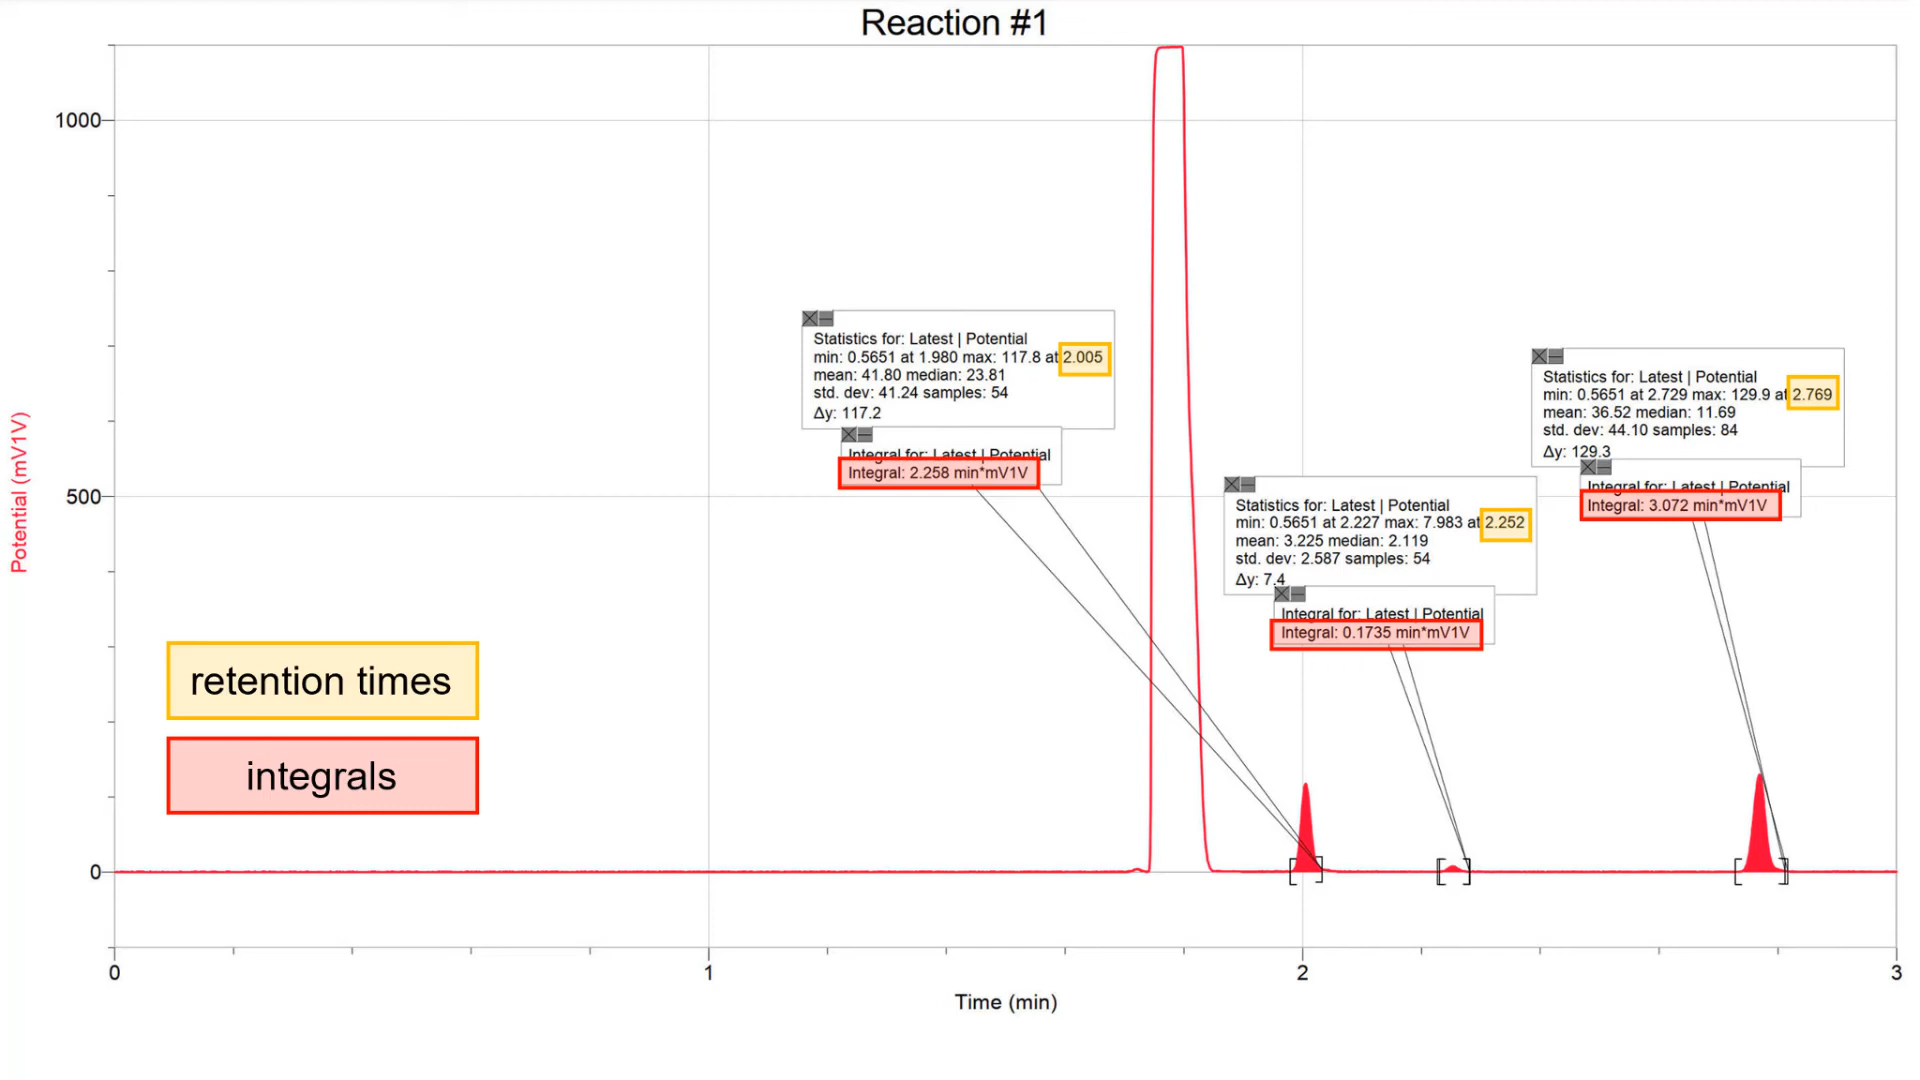 Reaction #1
1000
500
0
Potential (mV1V)
Statistics for: Latest | Potential
min: 0.5651 at 1.980 max: 117.8 at 2.005
mean: 41.80 median: 23.81
std. dev: 41.24 samples: 54
Δy: 117.2
Integral for: Latest | Potential
Integral: 2.258 min*mV1V
Statistics for: Latest | Potential
min: 0.5651 at 2.227 max: 7.983 at 2.252
mean: 3.225 median: 2.119
std. dev: 2.587 samples: 54
Δy: 7.4
Integral for: Latest | Potential
Integral: 0.1735 min*mV1V
Statistics for: Latest | Potential
min: 0.5651 at 2.729 max: 129.9 at 2.769
mean: 36.52 median: 11.69
std. dev: 44.10 samples: 84
Δy: 129.3
Integral for: Latest | Potential
Integral: 3.072 min*mV1V
retention times
integrals
0 1 2 3
Time (min)